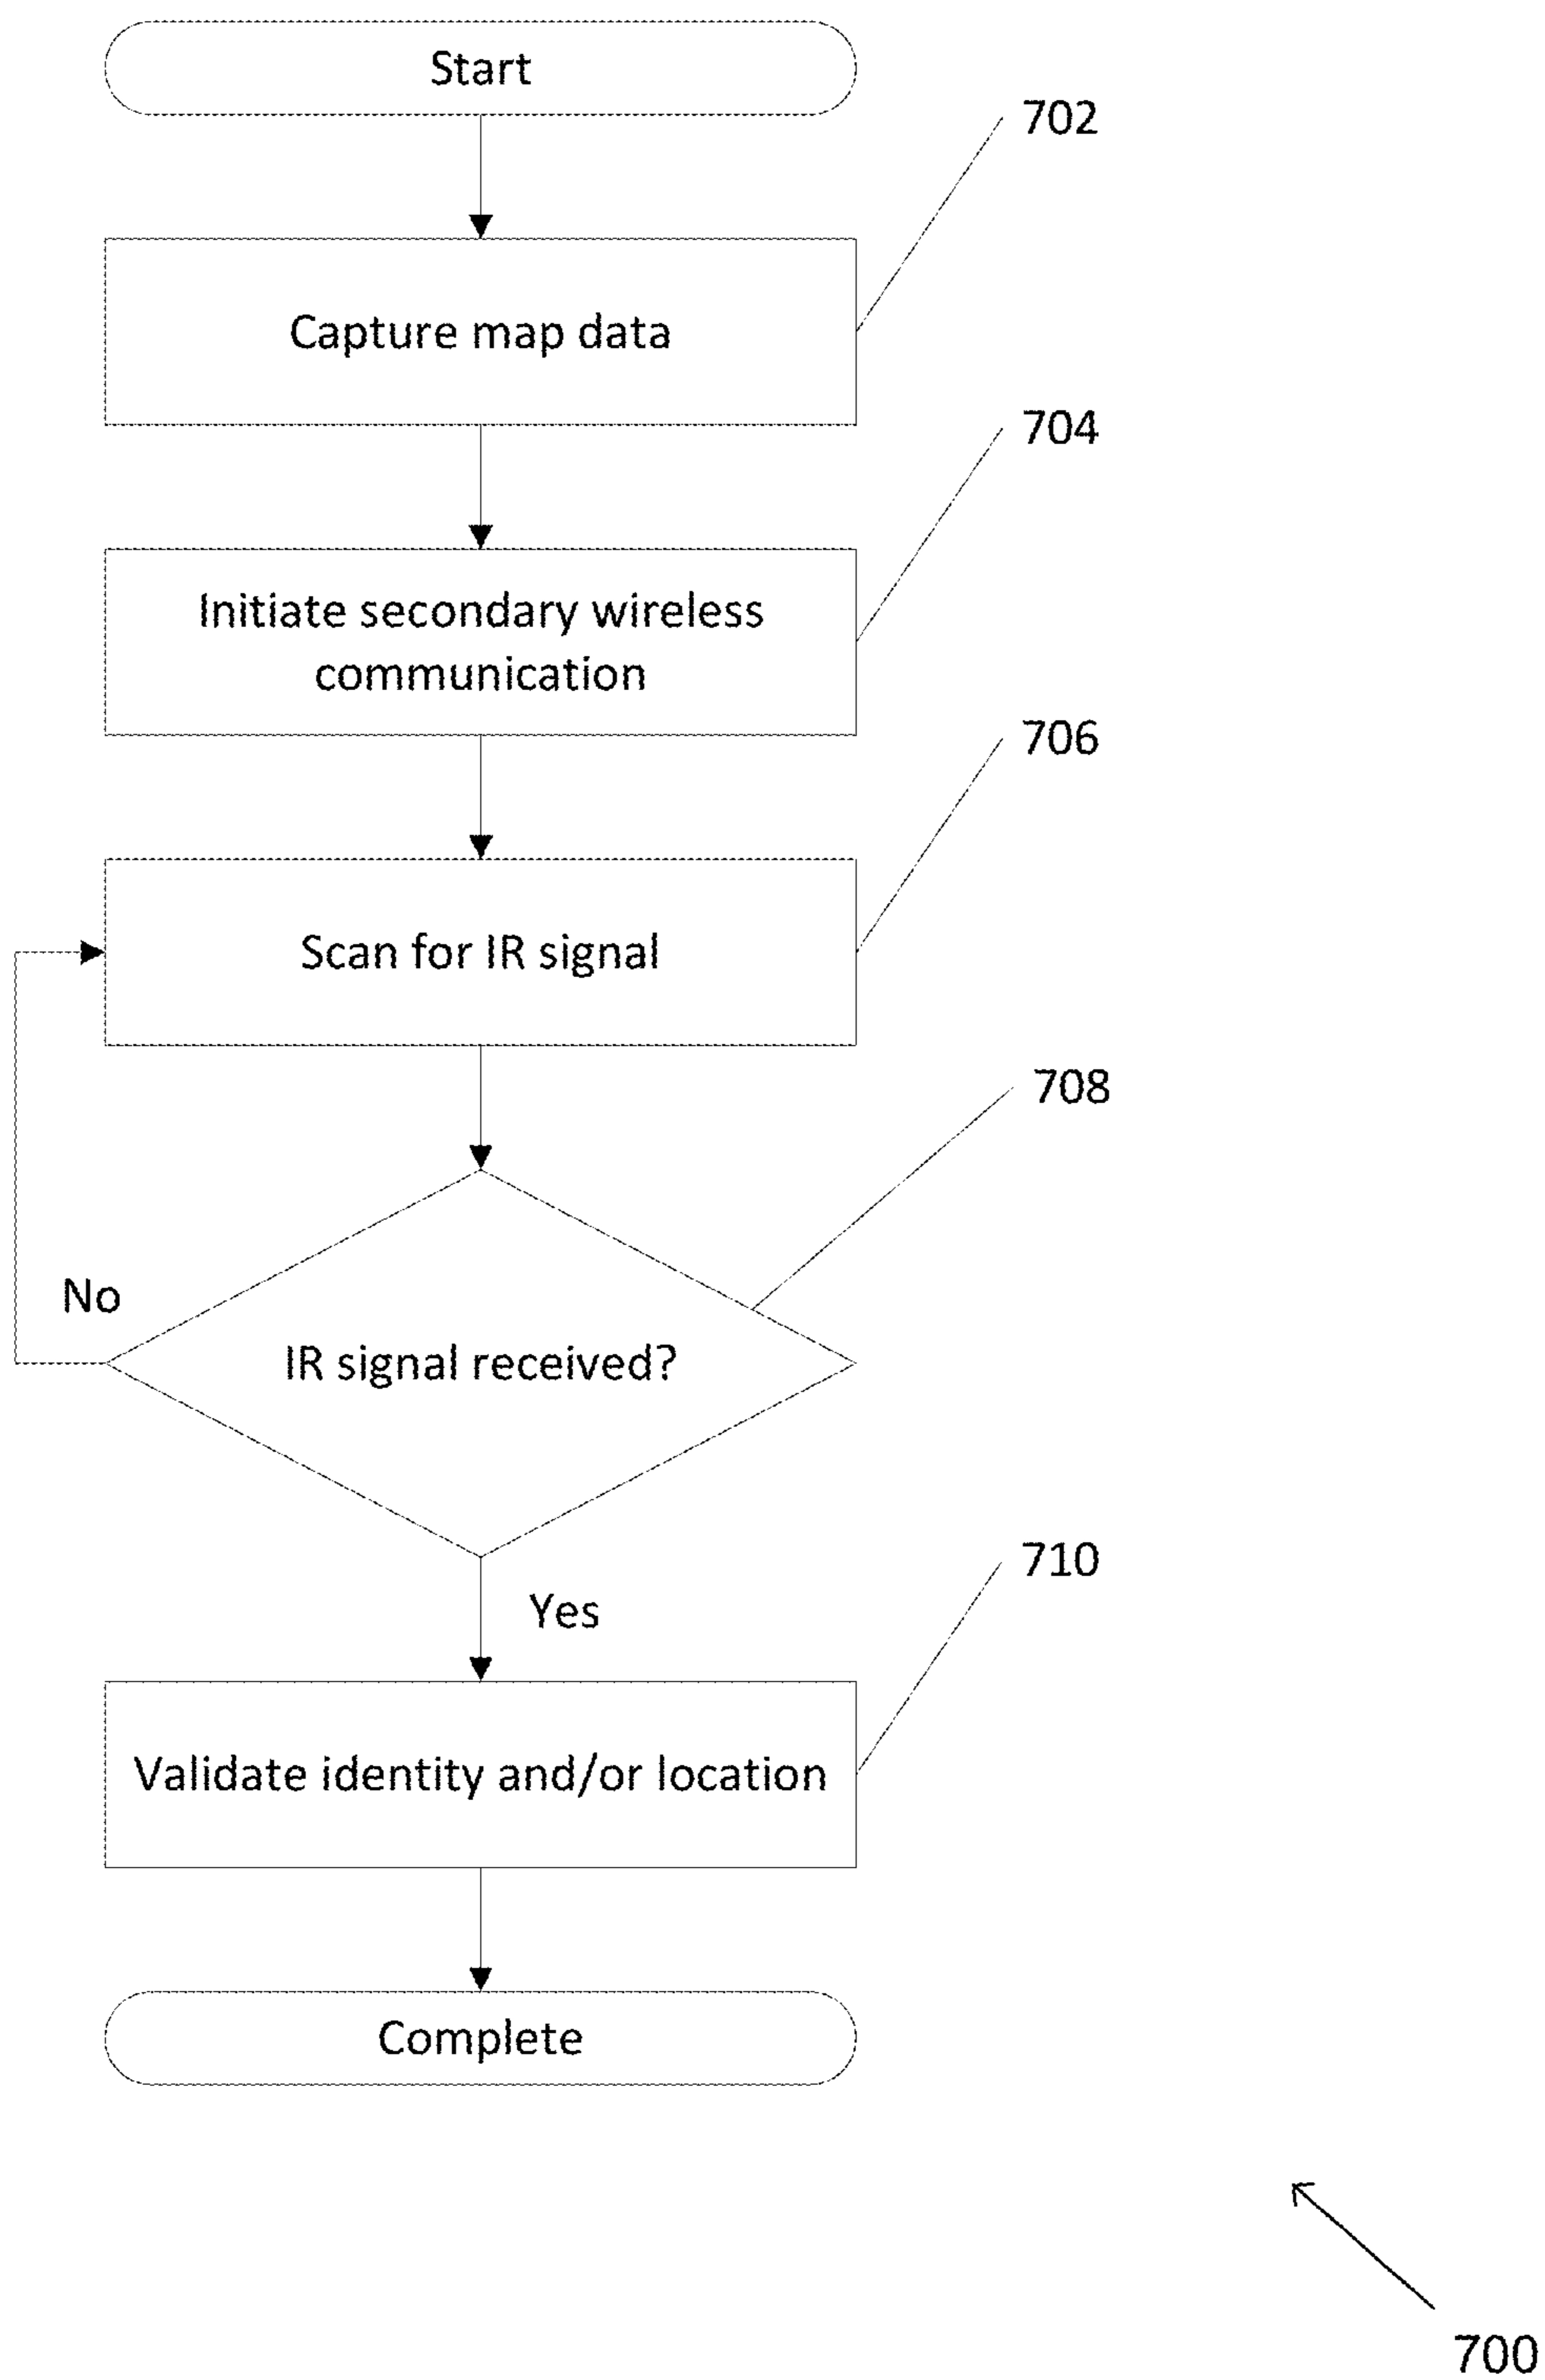 Start
702
Capture map data
704
Initiate secondary wireless
communication
706
Scan for IR signal
708
No
IR signal received?
710
Yes
Validate identity and/or location
Complete
700